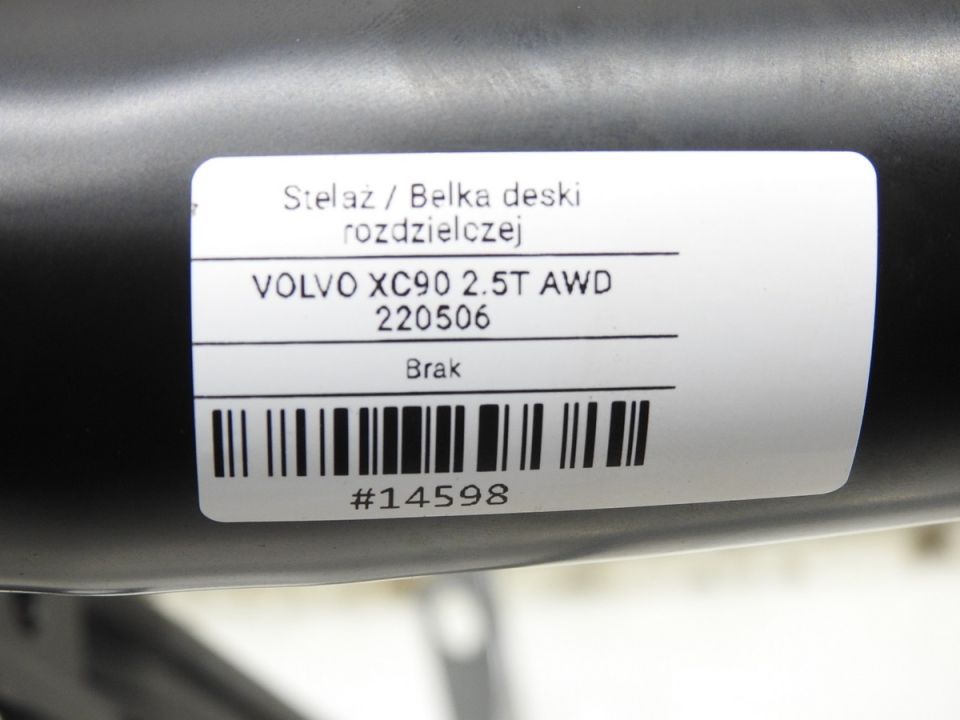 Stelaż / Belka deski
rozdzielczej
VOLVO XC90 2.5T AWD
220506
Brak
#14598